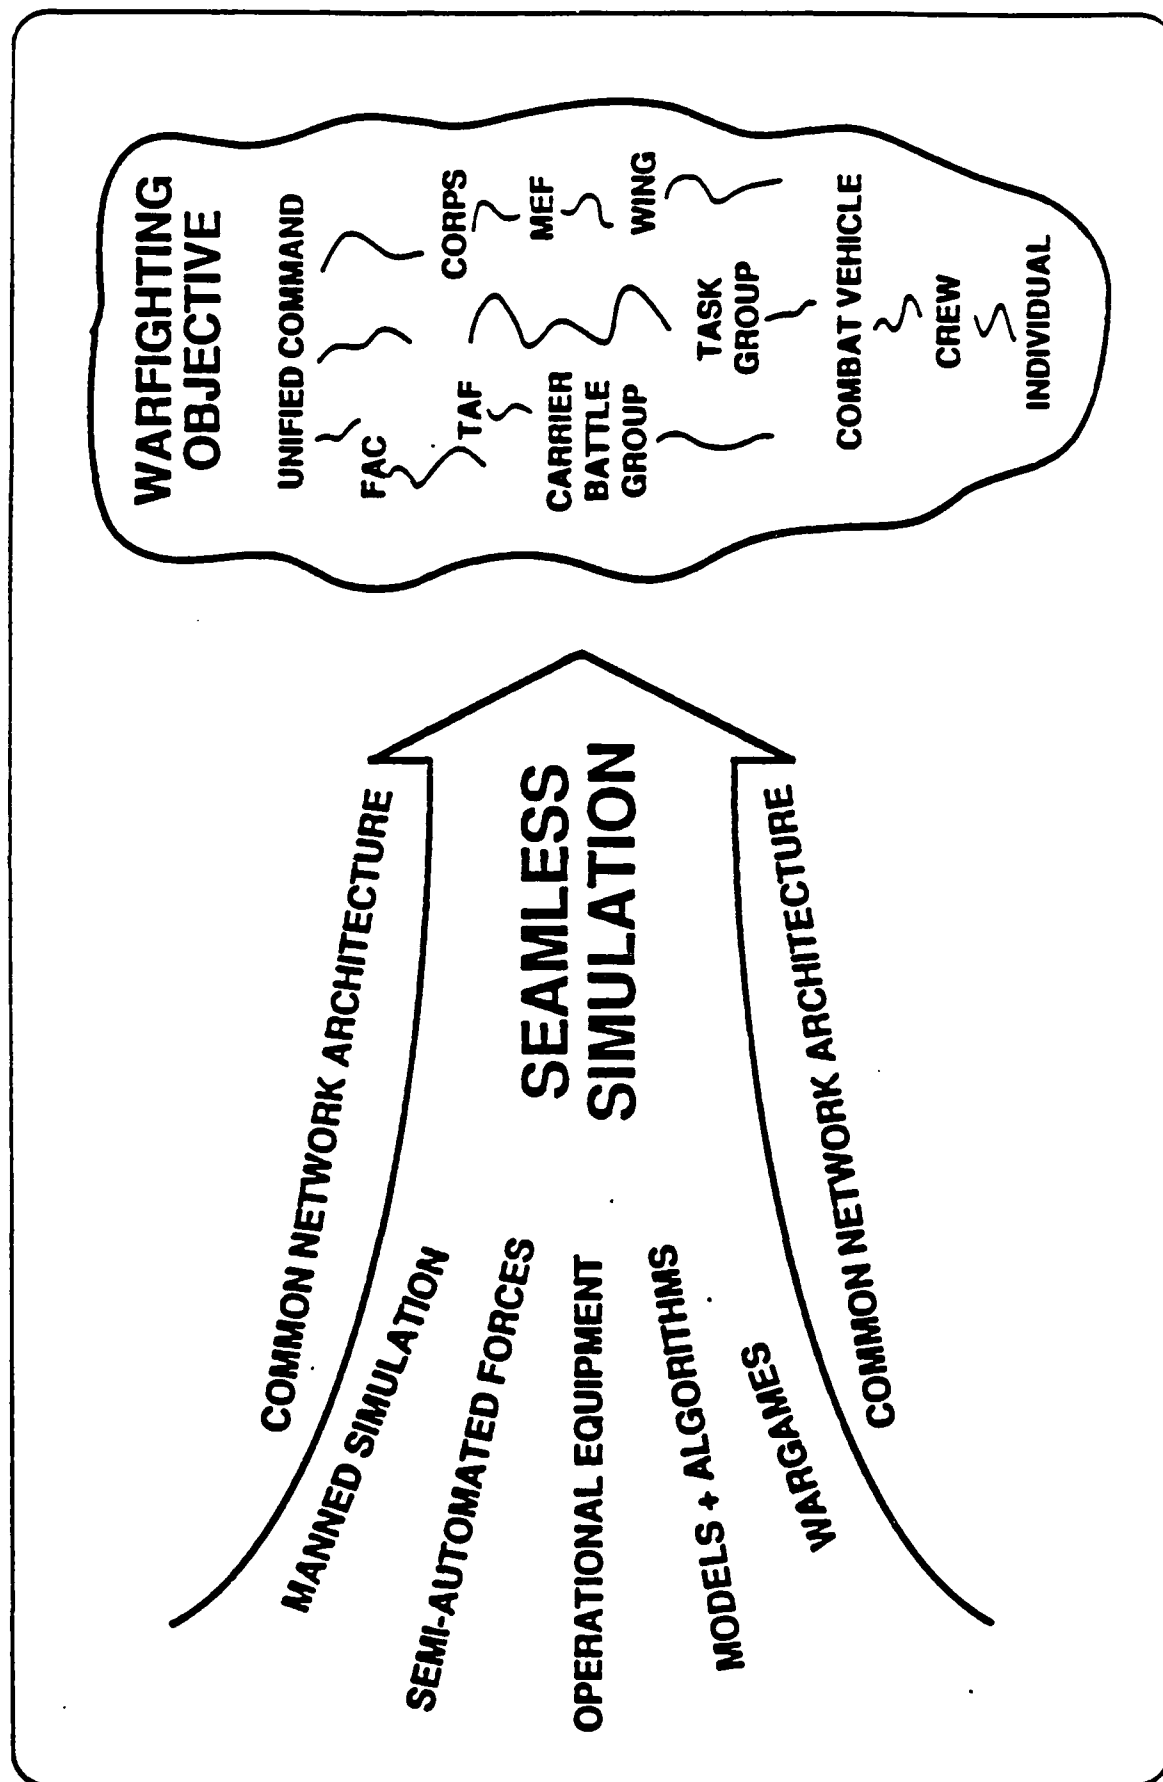 COMMON NETWORK ARCHITECTURE
MANNED SIMULATION
SEMI-AUTOMATED FORCES
OPERATIONAL EQUIPMENT
MODELS + ALGORITHMS
WARGAMES
COMMON NETWORK ARCHITECTURE
SEAMLESS
SIMULATION
WARFIGHTING
OBJECTIVE
UNIFIED COMMAND
FAC
TAF
CORPS
CARRIER
BATTLE
GROUP
MEF
WING
TASK
GROUP
COMBAT VEHICLE
CREW
INDIVIDUAL